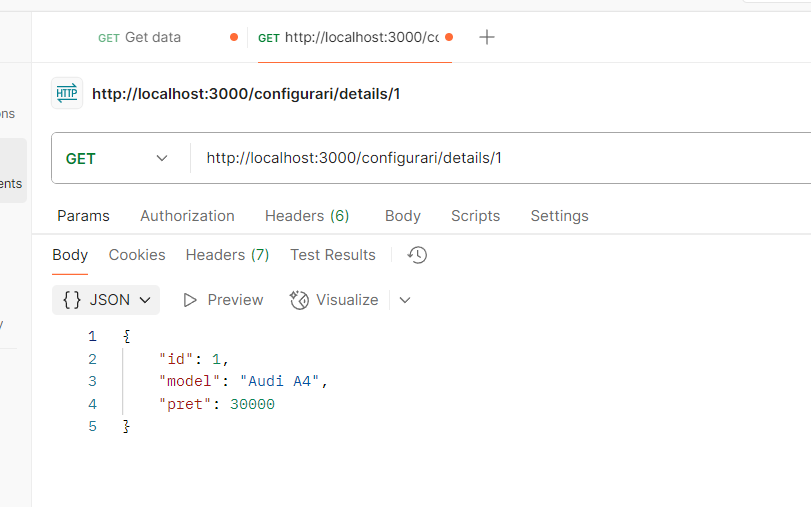 GET Get data GET http://localhost:3000/cc
HTTP http://localhost:3000/configurari/details/1
ons
GET http://localhost:3000/configurari/details/1
ents
Params Authorization Headers (6) Body Scripts Settings
Body Cookies Headers (7) Test Results
{} JSON Preview Visualize
1 {
2 "id": 1,
3 "model": "Audi A4",
4 "pret": 30000
5 }